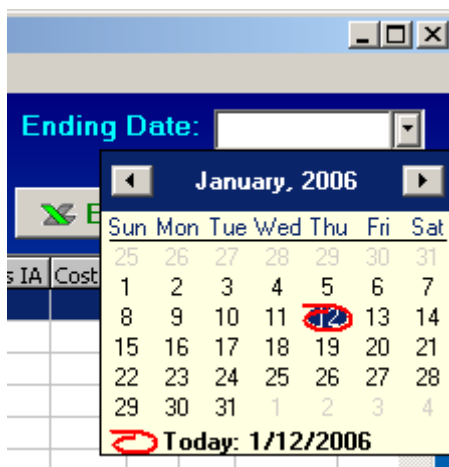 Ending Date:
January, 2006
E
Sun Mon Tue Wed Thu Fri Sat
s IA Cost
25 26 27 28 29 30 31
1 2 3 4 5 6 7
8 9 10 11 12 13 14
15 16 17 18 19 20 21
22 23 24 25 26 27 28
29 30 31 1 2 3 4
Today: 1/12/2006